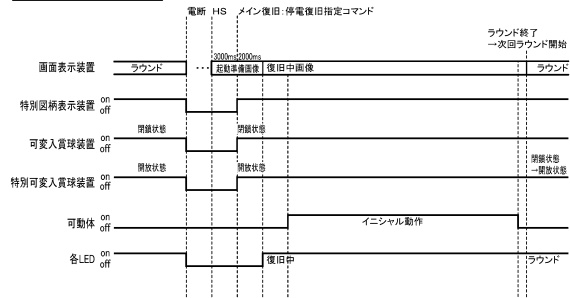 電断 HS メイン復旧:停電復旧指定コマンド
ラウンド終了
→次回ラウンド開始
3000ms 2000ms
画面表示装置 ラウンド ・・・ 起動準備画像 復旧中画像 ラウンド
特別図柄表示装置 on
off
閉鎖状態 閉鎖状態
可変入賞球装置 on
off
閉鎖状態
→開放状態
開放状態 開放状態
特別可変入賞球装置 on
off
可動体 on
off
イニシャル動作
各LED on
off
復旧中 ラウンド